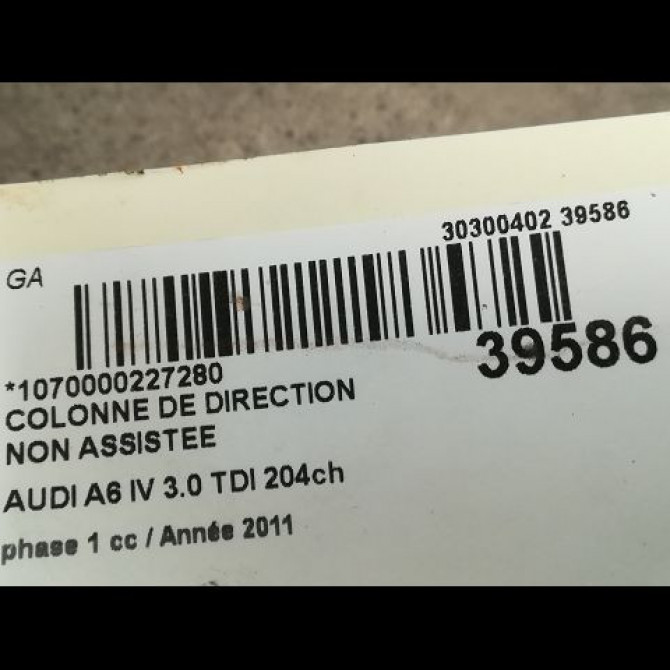 30300402 39586
GA
39586
*1070000227280
COLONNE DE DIRECTION
NON ASSISTEE
AUDI A6 IV 3.0 TDI 204ch
phase 1 cc / Année 2011